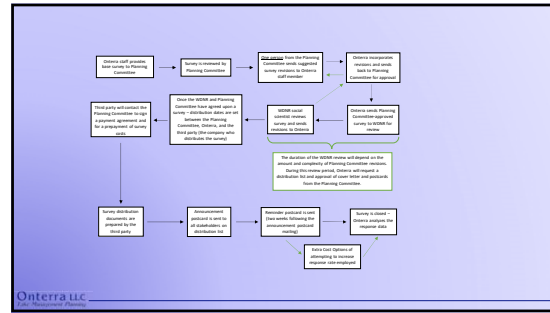 Onterra staff provides
base survey to Planning
Committee
Survey is reviewed by
Planning Committee
One person from the Planning
Committee sends suggested
survey revisions to Onterra
staff member
Onterra incorporates
revisions and sends
back to Planning
Committee for approval
Third party will contact the
Planning Committee to sign
a payment agreement and
for a prepayment of survey
costs
Once the WDNR and Planning
Committee have agreed upon a
survey – distribution dates are set
between the Planning
Committee, Onterra, and the
third party (the company who
distributes the survey)
WDNR social
scientist reviews
survey and sends
revisions to Onterra
Onterra sends Planning
Committee-approved
survey to WDNR for
review
The duration of the WDNR review will depend on the
amount and complexity of Planning Committee revisions.
During this review period, Onterra will request a
distribution list and approval of cover letter and postcards
from the Planning Committee.
Survey distribution
documents are
prepared by the
third party
Announcement
postcard is sent to
all stakeholders on
distribution list
Reminder postcard is sent
(two weeks following the
announcement postcard
mailing)
Survey is closed –
Onterra analyzes the
response data
Extra Cost Options of
attempting to increase
response rate employed
Onterra LLC
Lake Management Planning